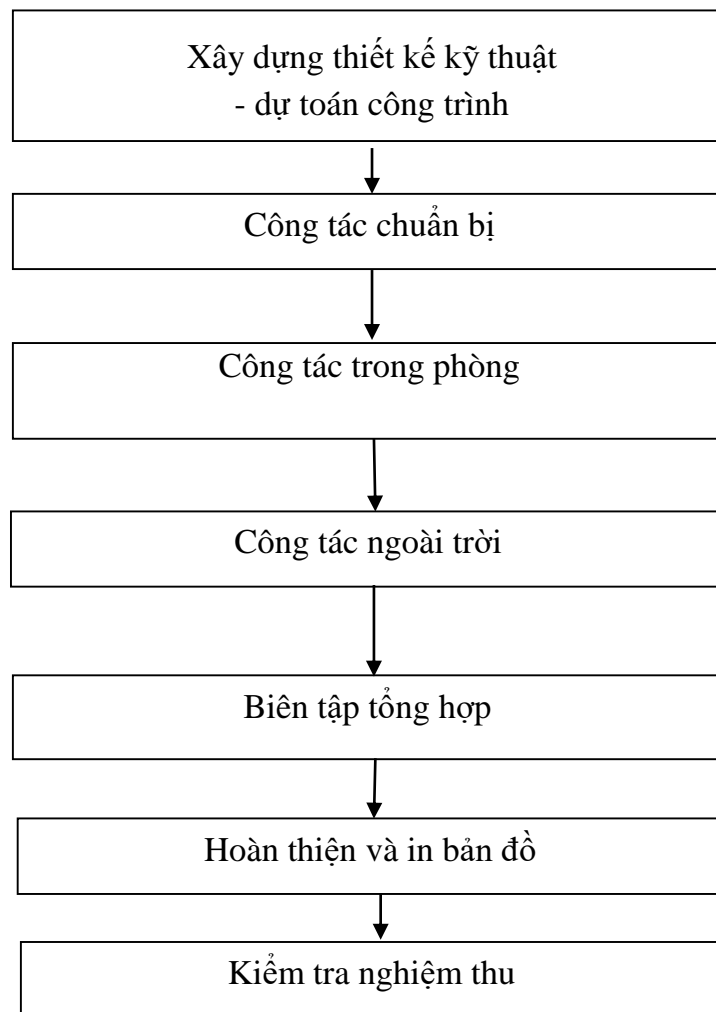 Xây dựng thiết kế kỹ thuật
- dự toán công trình
Công tác chuẩn bị
Công tác trong phòng
Công tác ngoài trời
Biên tập tổng hợp
Hoàn thiện và in bản đồ
Kiểm tra nghiệm thu